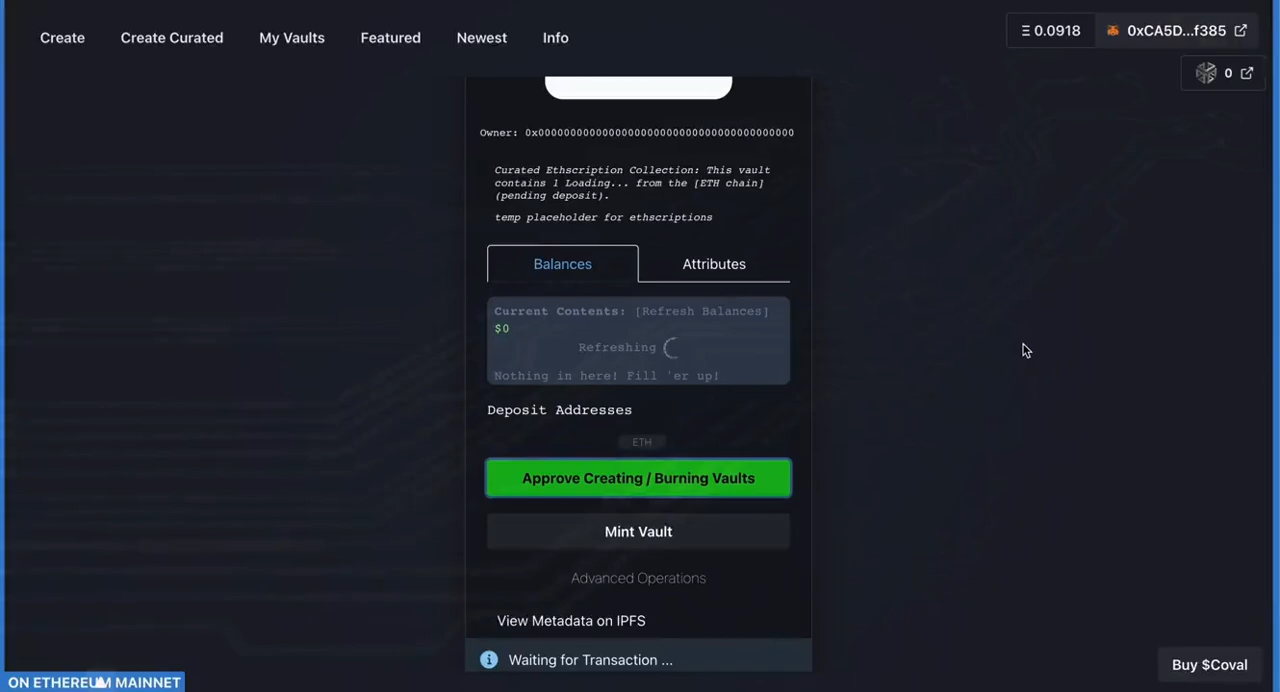 Create
Create Curated
My Vaults
Featured
Newest
Info
Ξ 0.0918
0xCA5D...f385
0
Owner: 0x0000000000000000000000000000000000000000
Curated Ethscription Collection: This vault
contains 1 Loading... from the [ETH chain]
(pending deposit).
temp placeholder for ethscriptions
Balances
Attributes
Current Contents: [Refresh Balances]
$0
Refreshing
Nothing in here! Fill 'er up!
Deposit Addresses
ETH
Approve Creating / Burning Vaults
Mint Vault
Advanced Operations
View Metadata on IPFS
Waiting for Transaction ...
Buy $Coval
ON ETHEREUM MAINNET